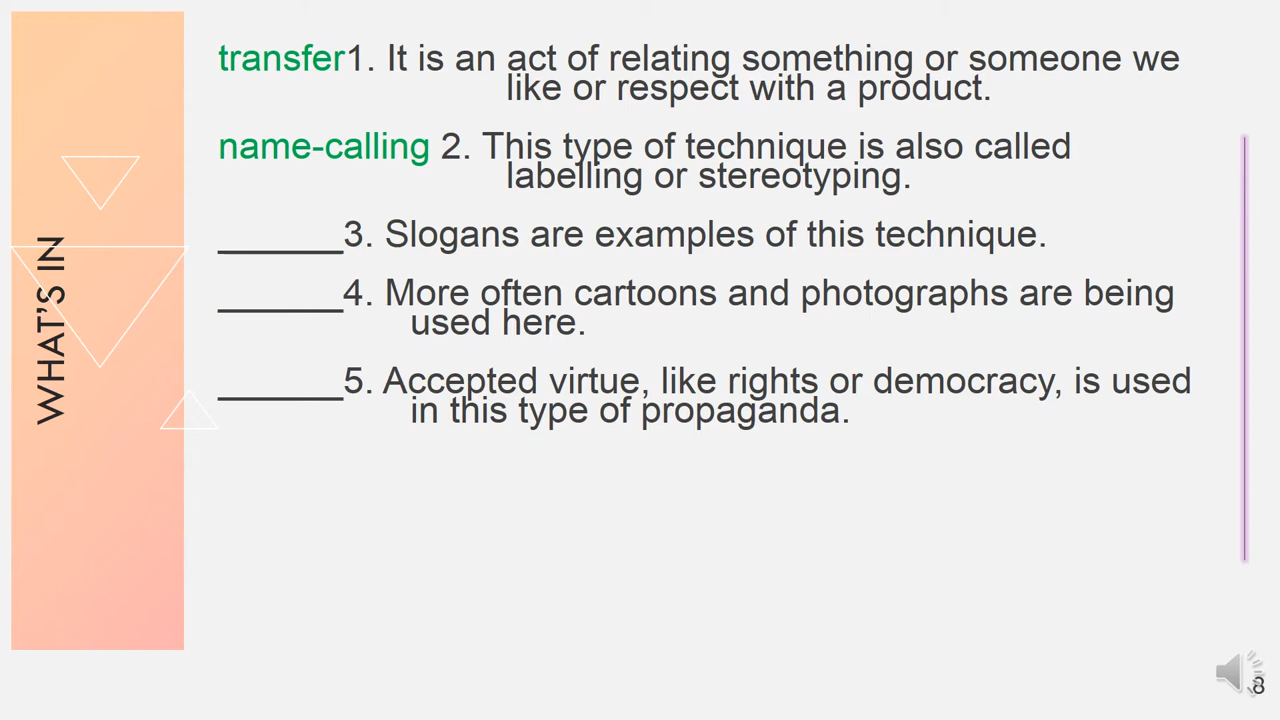 WHAT'S IN
transfer1. It is an act of relating something or someone we
like or respect with a product.
name-calling 2. This type of technique is also called
labelling or stereotyping.
______3. Slogans are examples of this technique.
______4. More often cartoons and photographs are being
used here.
______5. Accepted virtue, like rights or democracy, is used
in this type of propaganda.
8